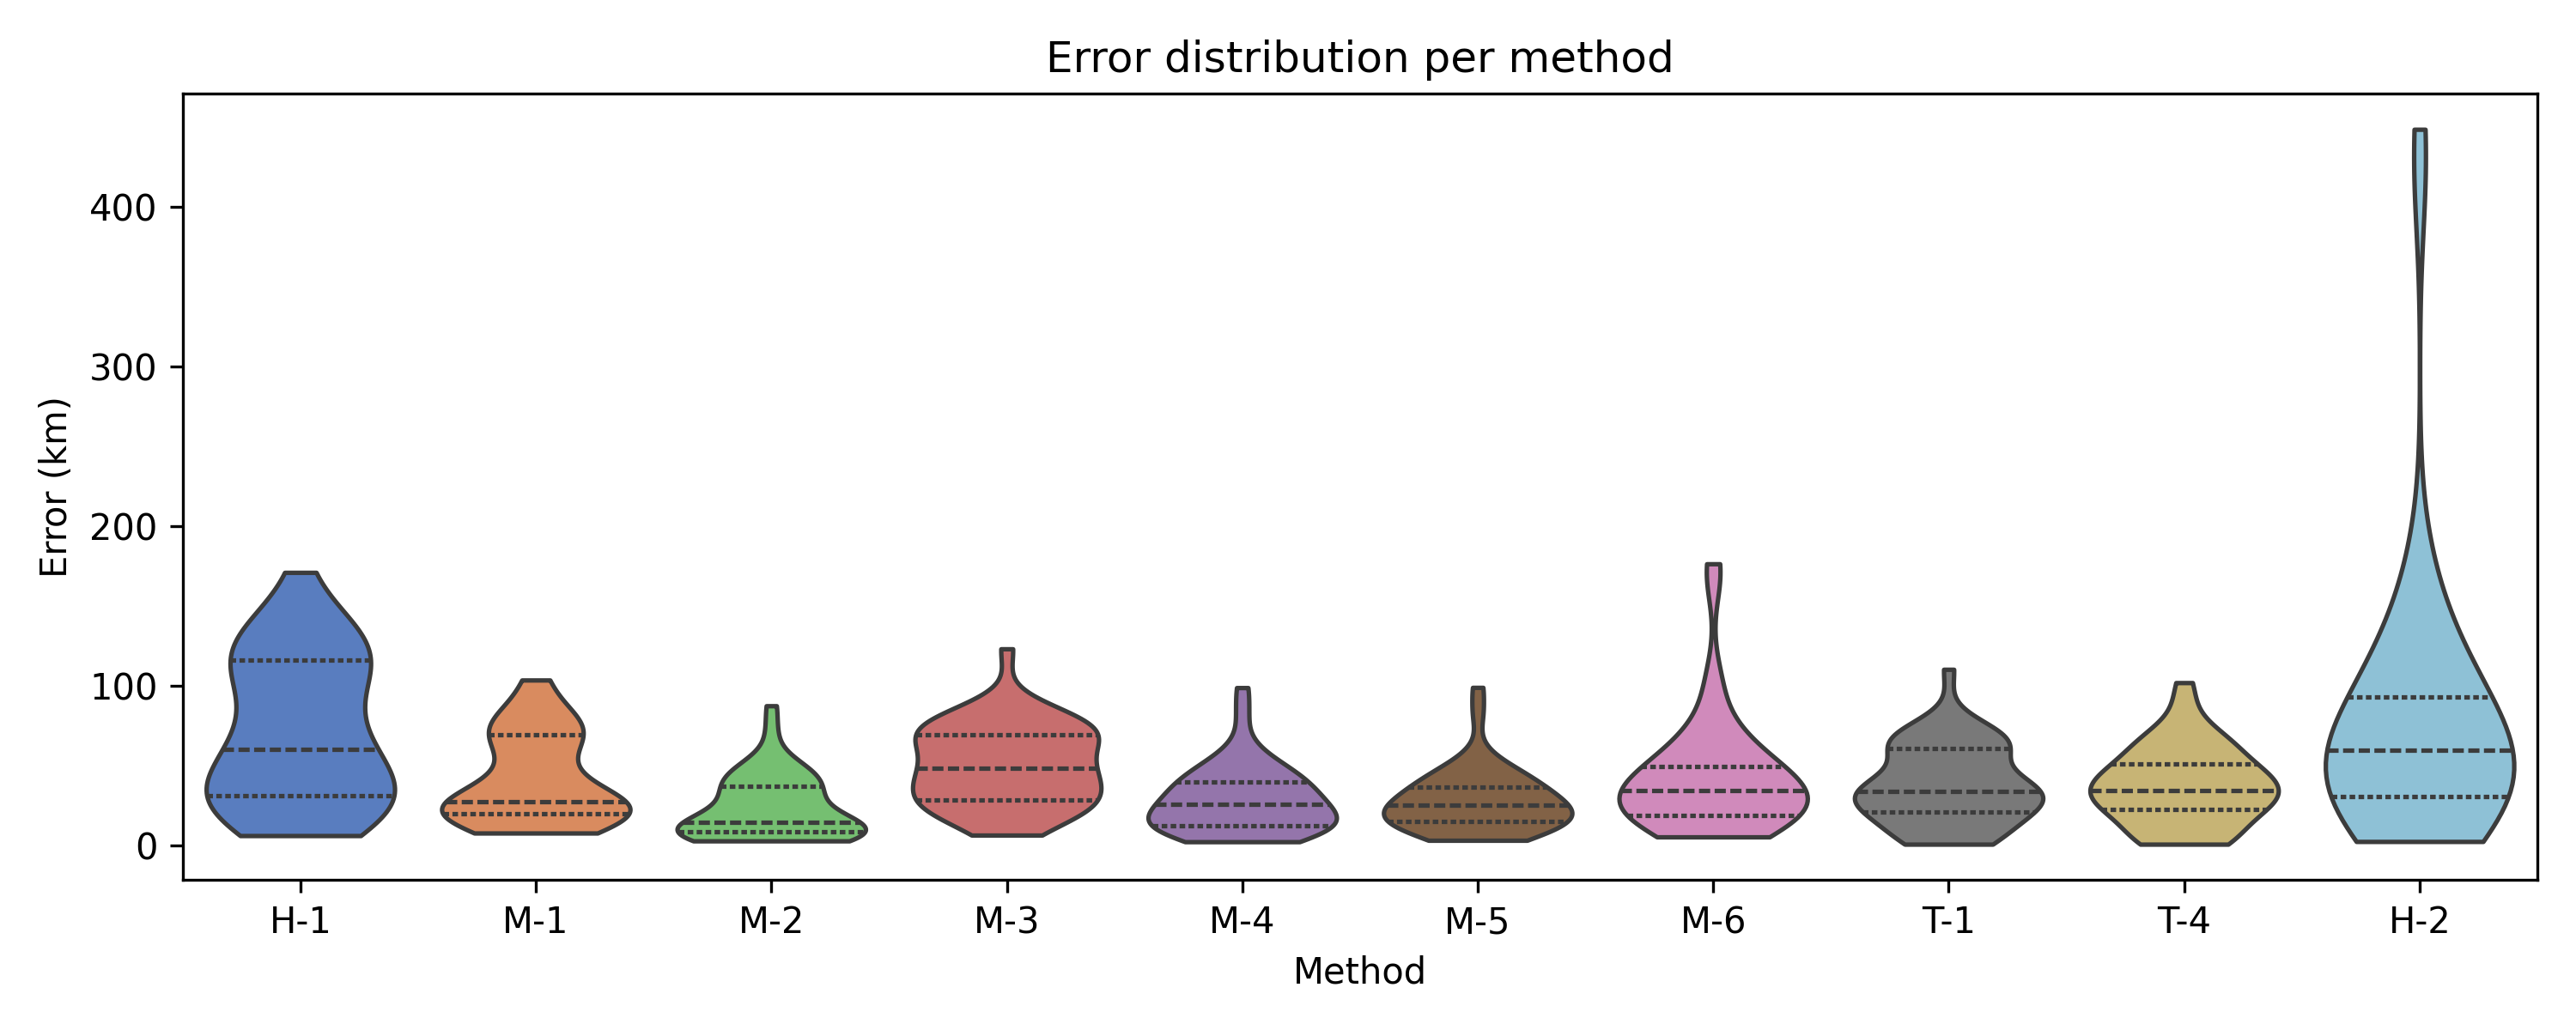 Error distribution per method
Error (km)
400
300
200
100
0
H-1 M-1 M-2 M-3 M-4 M-5 M-6 T-1 T-4 H-2
Method